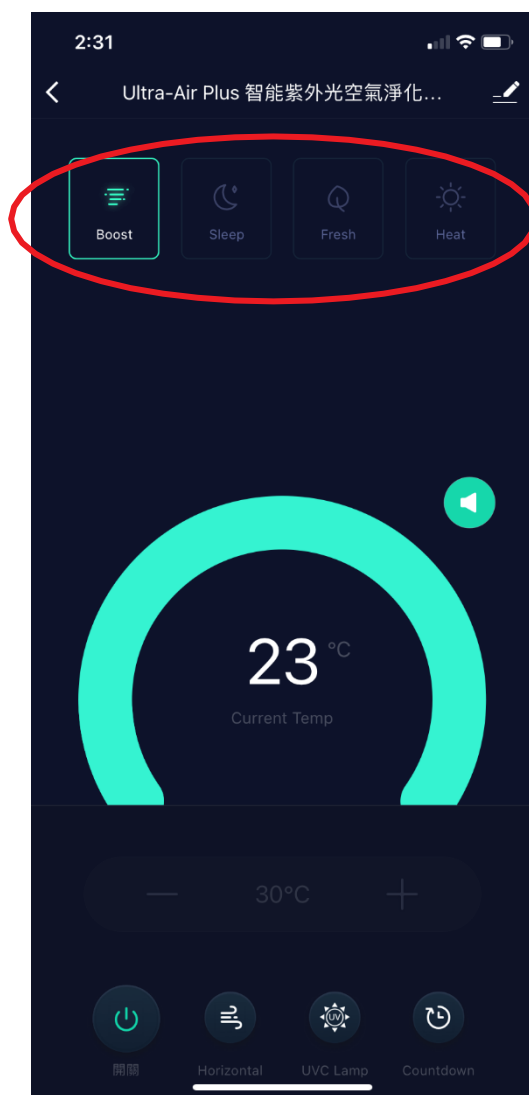 2:31
Ultra-Air Plus 智能紫外光空氣淨化...
Boost Sleep Fresh Heat
23 °C
Current Temp
30°C
UV
開關 Horizontal UVC Lamp Countdown